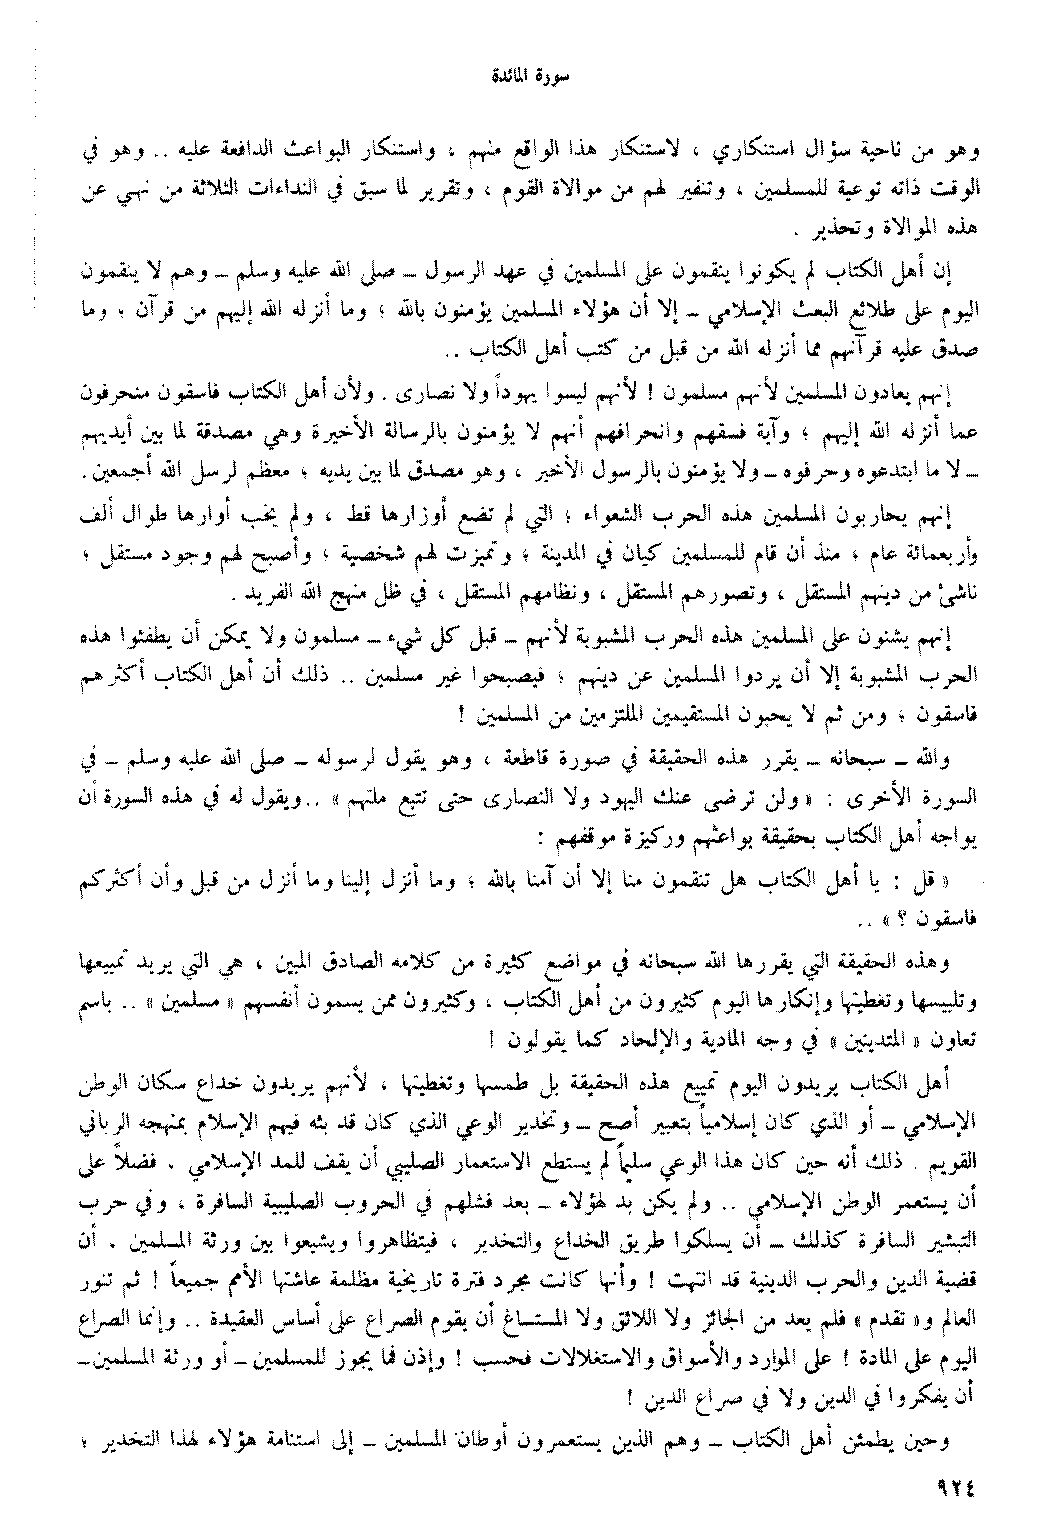 سورة المائدة
وهو من ناحية سؤال استنكاري ، لاستنكار هذا الواقع منهم ، واستنكار البواعث الدافعة عليه .. وهو في
الوقت ذاته توعية للمسلمين ، وتنفير لهم من موالاة القوم ، وتقرير لما سبق في النداءات الثلاثة من نهي عن
هذه الموالاة وتحذير .
إن أهل الكتاب لم يكونوا ينقمون على المسلمين في عهد الرسول – صلى الله عليه وسلم – وهم لا ينقمون
اليوم على طلائع البعث الإسلامي – إلا أن هؤلاء المسلمين يؤمنون بالله ؛ وما أنزله الله إليهم من قرآن ؛ وما
صدق عليه قرآنهم مما أنزله الله من قبل من كتب أهل الكتاب ..
إنهم يعادون المسلمين لأنهم مسلمون ! لأنهم ليسوا يهوداً ولا نصارى . ولأن أهل الكتاب فاسقون منحرفون
عما أنزله الله إليهم ؛ وآية فسقهم وانحرافهم أنهم لا يؤمنون بالرسالة الأخيرة وهي مصدقة لما بين أيديهم
– لا ما ابتدعوه وحرفوه – ولا يؤمنون بالرسول الأخير ، وهو مصدق لما بين يديه ؛ معظم لرسل الله أجمعين .
إنهم يحاربون المسلمين هذه الحرب الشعواء ؛ التي لم تضع أوزارها قط ، ولم يخب أوارها طوال ألف
وأربعمائة عام ؛ منذ أن قام للمسلمين كيان في المدينة ؛ وتميزت لهم شخصية ؛ وأصبح لهم وجود مستقل ؛
ناشئ من دينهم المستقل ، وتصورهم المستقل ، ونظامهم المستقل ، في ظل منهج الله الفريد .
إنهم يشنون على المسلمين هذه الحرب المشبوبة لأنهم – قبل كل شيء – مسلمون ولا يمكن أن يطفئوا هذه
الحرب المشبوبة إلا أن يردوا المسلمين عن دينهم ؛ فيصبحوا غير مسلمين .. ذلك أن أهل الكتاب أكثرهم
فاسقون ؛ ومن ثم لا يحبون المستقيمين الملتزمين من المسلمين !
والله – سبحانه – يقرر هذه الحقيقة في صورة قاطعة ، وهو يقول لرسوله – صلى الله عليه وسلم – في
السورة الأخرى : « ولن ترضى عنك اليهود ولا النصارى حتى تتبع ملتهم » .. ويقول له في هذه السورة أن
يواجه أهل الكتاب بحقيقة بواعثهم وركيزة موقفهم :
« قل : يا أهل الكتاب هل تنقمون منا إلا أن آمنا بالله ؛ وما أنزل إلينا وما أنزل من قبل وأن أكثركم
فاسقون ؟ » ..
وهذه الحقيقة التي يقررها الله سبحانه في مواضع كثيرة من كلامه الصادق المبين ، هي التي يريد تمييعها
وتلبيسها وتغطيتها وإنكارها اليوم كثيرون من أهل الكتاب ، وكثيرون ممن يسمون أنفسهم « مسلمين » .. باسم
تعاون « المتدينين » في وجه المادية والإلحاد كما يقولون !
أهل الكتاب يريدون اليوم تمييع هذه الحقيقة بل طمسها وتغطيتها ، لأنهم يريدون خداع سكان الوطن
الإسلامي – أو الذي كان إسلامياً بتعبير أصح – وتخدير الوعي الذي كان قد بثه فيهم الإسلام بمنهجه الرباني
القويم . ذلك أنه حين كان هذا الوعي سليماً لم يستطع الاستعمار الصليبي أن يقف للمد الإسلامي ، فضلاً على
أن يستعمر الوطن الإسلامي .. ولم يكن بد لهؤلاء – بعد فشلهم في الحروب الصليبية السافرة ، وفي حرب
التبشير السافرة كذلك – أن يسلكوا طريق الخداع والتخدير ، فيتظاهروا ويشيعوا بين ورثة المسلمين ، أن
قضية الدين والحرب الدينية قد انتهت ! وأنها كانت مجرد فترة تاريخية مظلمة عاشتها الأمم جميعاً ! ثم تنور
العالم و« تقدم » فلم يعد من الجائز ولا اللائق ولا المستساغ أن يقوم الصراع على أساس العقيدة .. وإنما الصراع
اليوم على المادة ! على الموارد والأسواق والاستغلالات فحسب ! وإذن فما يجوز للمسلمين – أو ورثة المسلمين –
أن يفكروا في الدين ولا في صراع الدين !
وحين يطمئن أهل الكتاب – وهم الذين يستعمرون أوطان المسلمين – إلى استنامة هؤلاء لهذا التخدير ؛
٩٢٤